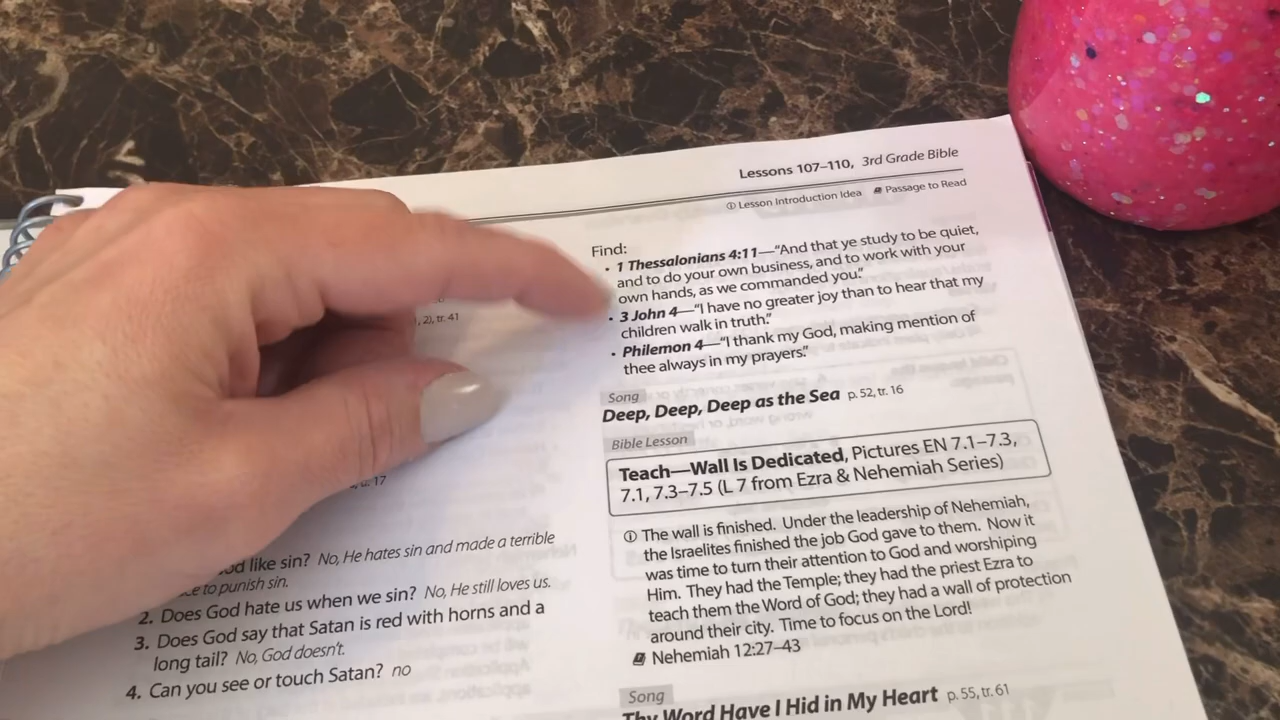 Lessons 107–110, 3rd Grade Bible
Lesson Introduction Idea Passage to Read
, 2), tr. 41
17
like sin? No, He hates sin and made a terrible
to punish sin.
2. Does God hate us when we sin? No, He still loves us.
3. Does God say that Satan is red with horns and a
long tail? No, God doesn't.
4. Can you see or touch Satan? no
Find:
• 1 Thessalonians 4:11—“And that ye study to be quiet,
and to do your own business, and to work with your
own hands, as we commanded you.”
• 3 John 4—“I have no greater joy than to hear that my
children walk in truth.”
• Philemon 4—“I thank my God, making mention of
thee always in my prayers.”
Song
Deep, Deep, Deep as the Sea p. 52, tr. 16
Bible Lesson
Teach—Wall Is Dedicated, Pictures EN 7.1–7.3,
7.1, 7.3–7.5 (L 7 from Ezra & Nehemiah Series)
The wall is finished. Under the leadership of Nehemiah,
the Israelites finished the job God gave to them. Now it
was time to turn their attention to God and worshiping
Him. They had the Temple; they had the priest Ezra to
teach them the Word of God; they had a wall of protection
around their city. Time to focus on the Lord!
Nehemiah 12:27–43
Song
Thy Word Have I Hid in My Heart p. 55, tr. 61